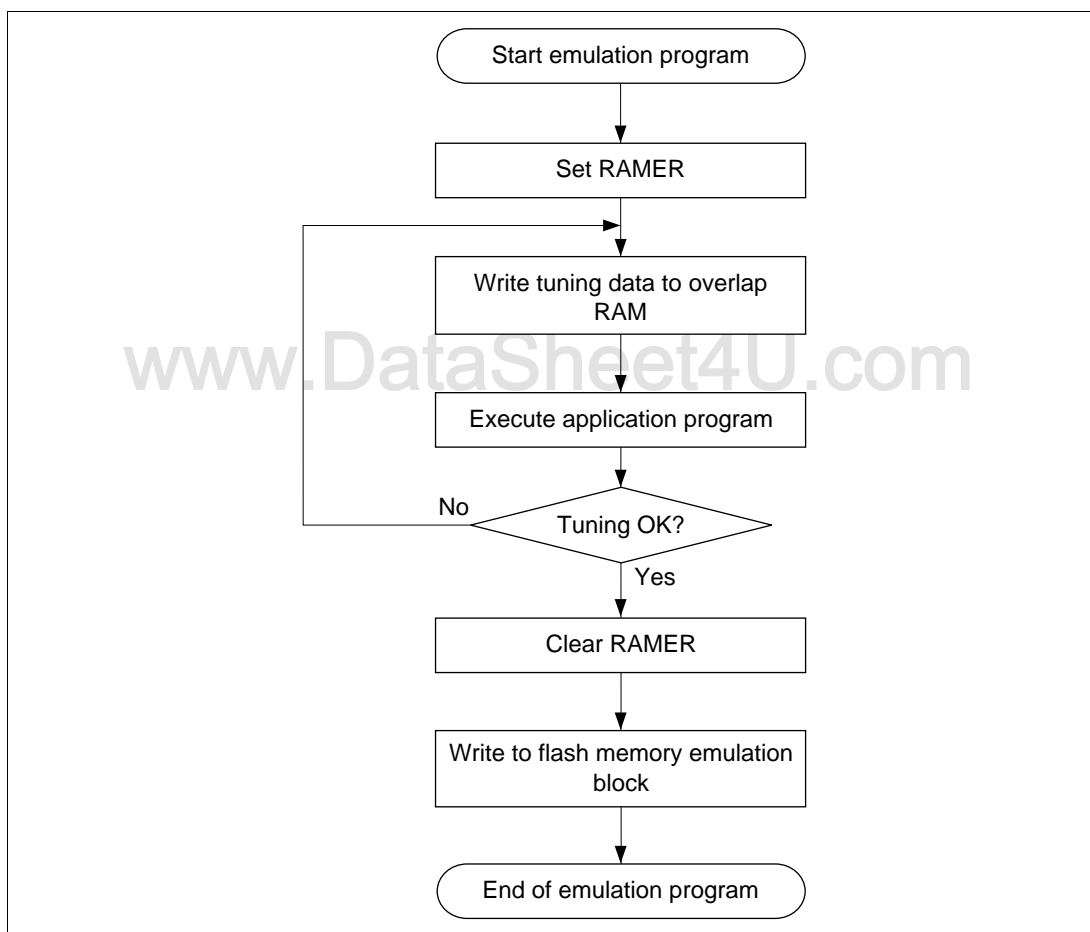 Start emulation program
Set RAMER
Write tuning data to overlap
RAM
www.DataSheet4U.com
Execute application program
No
Tuning OK?
Yes
Clear RAMER
Write to flash memory emulation
block
End of emulation program